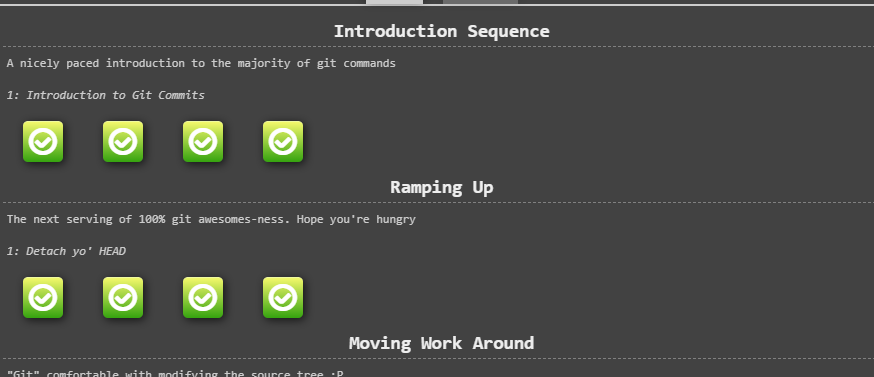 Introduction Sequence
A nicely paced introduction to the majority of git commands
1: Introduction to Git Commits
Ramping Up
The next serving of 100% git awesomes-ness. Hope you're hungry
1: Detach yo' HEAD
Moving Work Around
"Git" comfortable with modifying the source tree :P